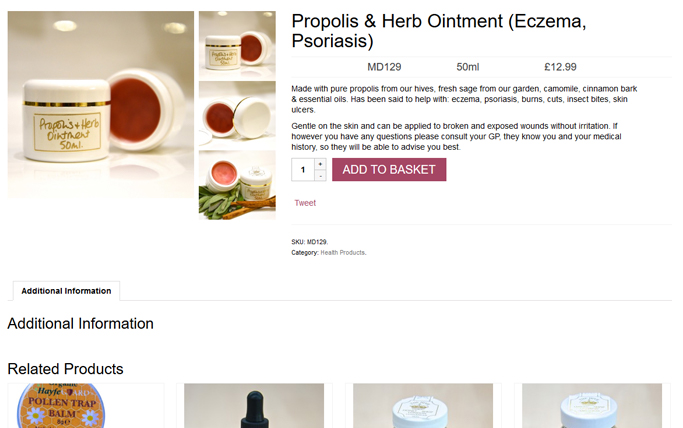 Propolis & Herb Ointment (Eczema,
Psoriasis)
MD129 50ml £12.99
Made with pure propolis from our hives, fresh sage from our garden, camomile, cinnamon bark
& essential oils. Has been said to help with: eczema, psoriasis, burns, cuts, insect bites, skin
ulcers.
Gentle on the skin and can be applied to broken and exposed wounds without irritation. If
however you have any questions please consult your GP, they know you and your medical
history, so they will be able to advise you best.
1 + -
ADD TO BASKET
Tweet
SKU: MD129.
Category: Health Products.
Propolis + Herb
Ointment
50ml.
Additional Information
Additional Information
Related Products
Organic
Hayfe
POLLEN TRAP
BALM